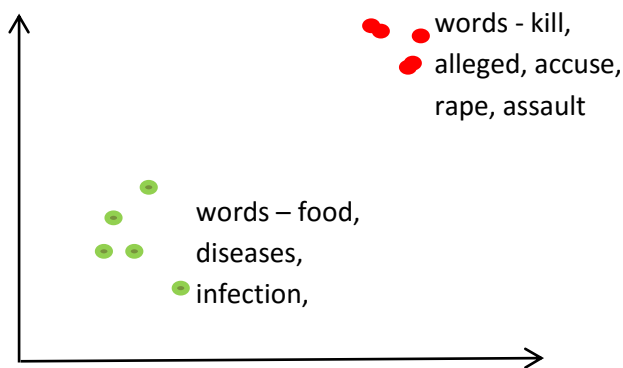 words - kill,
alleged, accuse,
rape, assault
words – food,
diseases,
infection,